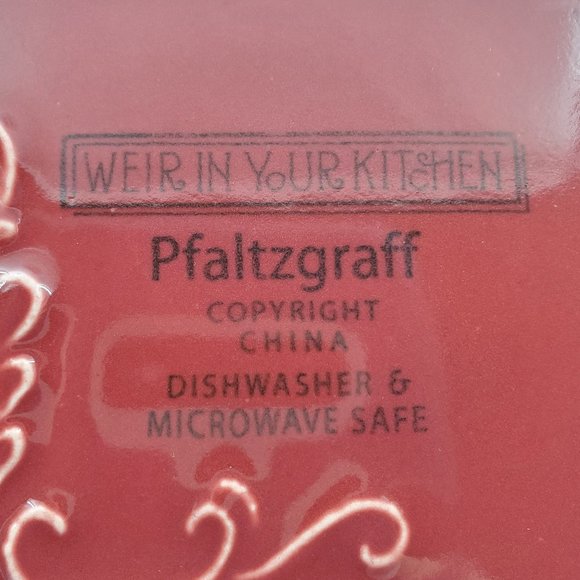 WEIR IN YOUR KITCHEN
Pfaltzgraff
COPYRIGHT
CHINA
DISHWASHER &
MICROWAVE SAFE